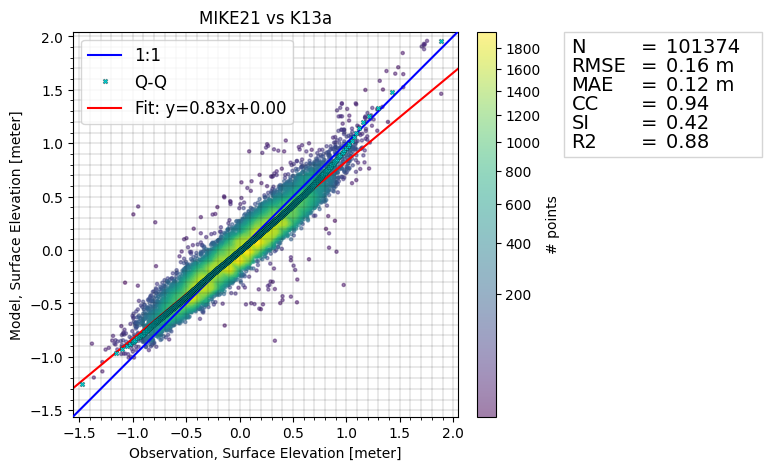 MIKE21 vs K13a
1:1
Q-Q
Fit: y=0.83x+0.00
Model, Surface Elevation [meter]
2.0
1.5
1.0
0.5
0.0
−0.5
−1.0
−1.5
−1.5 −1.0 −0.5 0.0 0.5 1.0 1.5 2.0
Observation, Surface Elevation [meter]
1800
1600
1400
1200
1000
800
600
400
200
# points
N = 101374
RMSE = 0.16 m
MAE = 0.12 m
CC = 0.94
SI = 0.42
R2 = 0.88